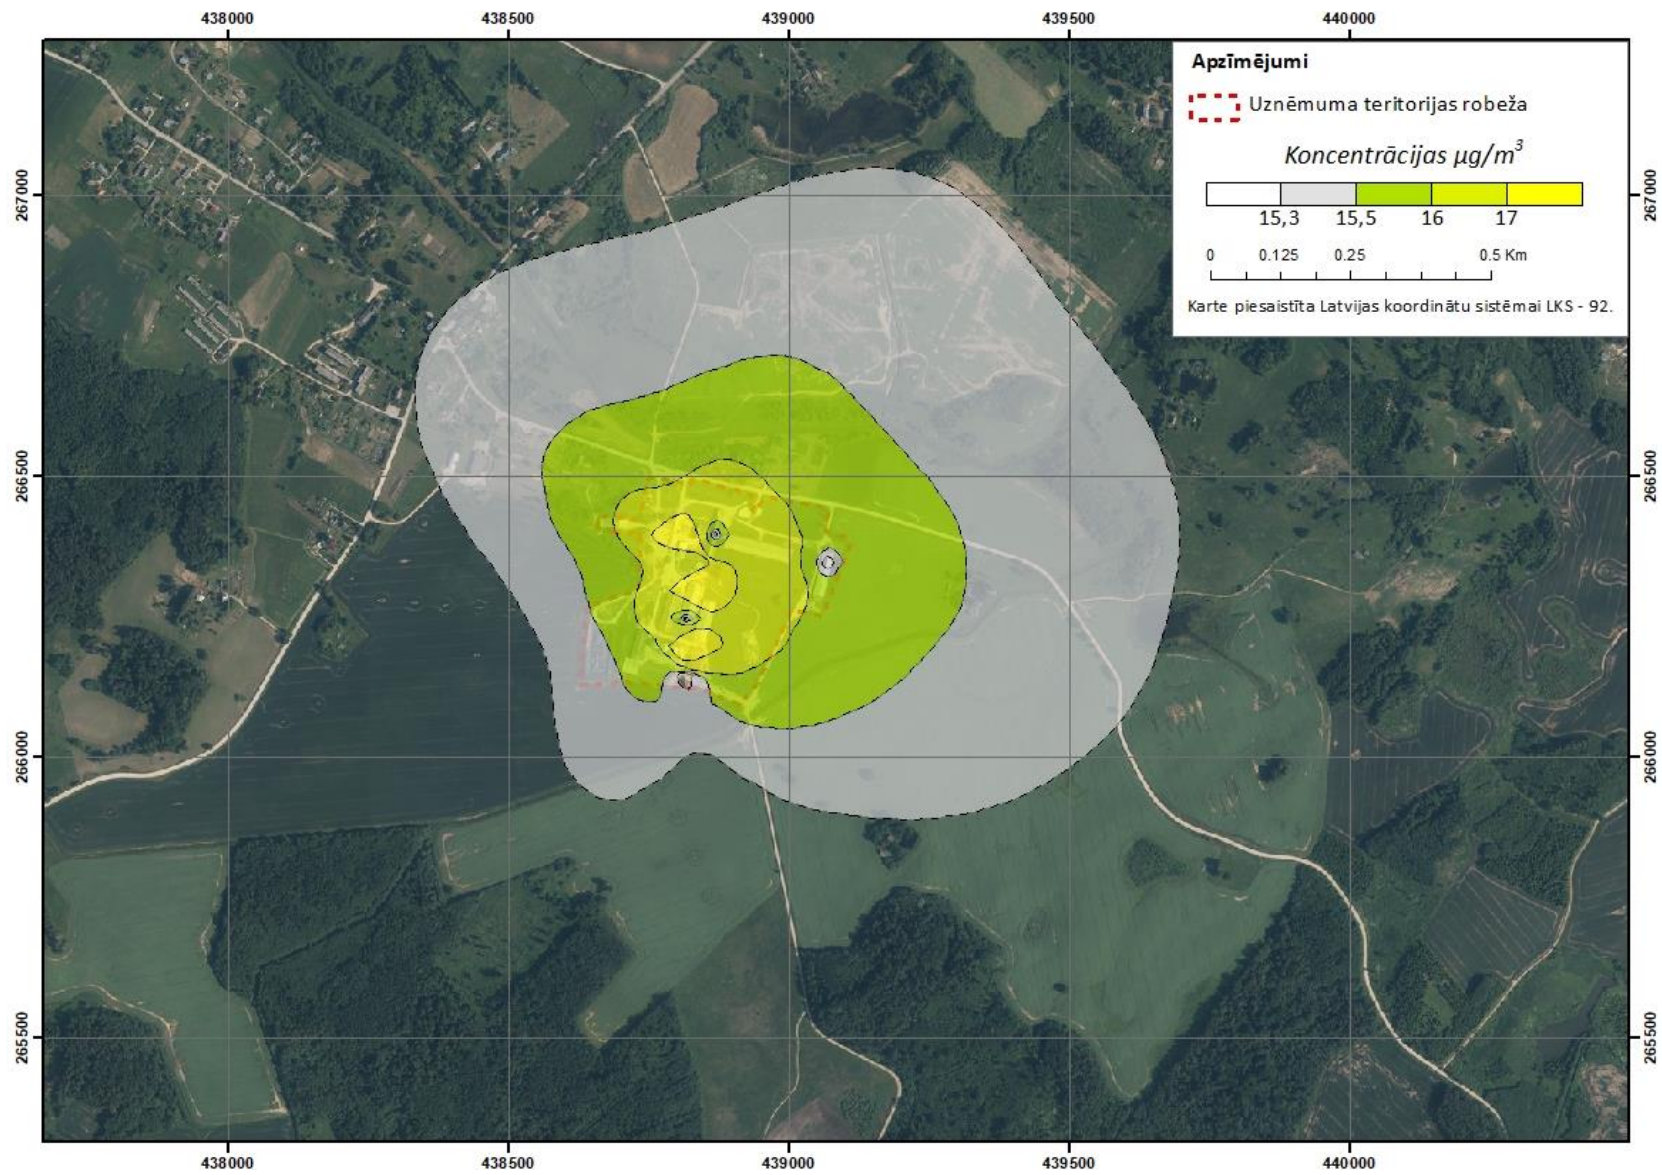 438000 438500 439000 439500 440000
Apzīmējumi
Uzņēmuma teritorijas robeža
Koncentrācijas µg/m³
15,3 15,5 16 17
0 0.125 0.25 0.5 Km
Karte piesaistīta Latvijas koordinātu sistēmai LKS - 92.
267000 267000
266500 266500
266000 266000
265500 265500
438000 438500 439000 439500 440000